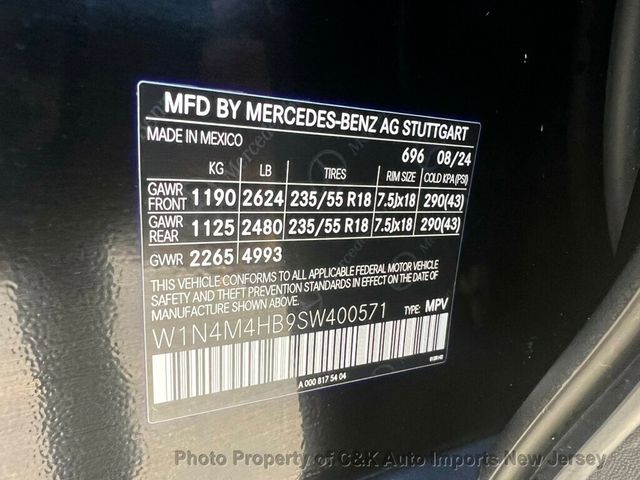 MFD BY MERCEDES-BENZ AG STUTTGART
MADE IN MEXICO 696 08/24
KG LB TIRES RIM SIZE COLD KPA (PSI)
GAWR FRONT 1190 2624 235/55 R18 7.5Jx18 290(43)
GAWR REAR 1125 2480 235/55 R18 7.5Jx18 290(43)
GWR 2265 4993
THIS VEHICLE CONFORMS TO ALL APPLICABLE FEDERAL MOTOR VEHICLE
SAFETY AND THEFT PREVENTION STANDARDS IN EFFECT ON THE DATE OF
MANUFACTURE SHOWN ABOVE.
W1N4M4HB9SW400571 TYPE: MPV
A 000 817 54 04
Photo Property of C&K Auto Imports New Jersey